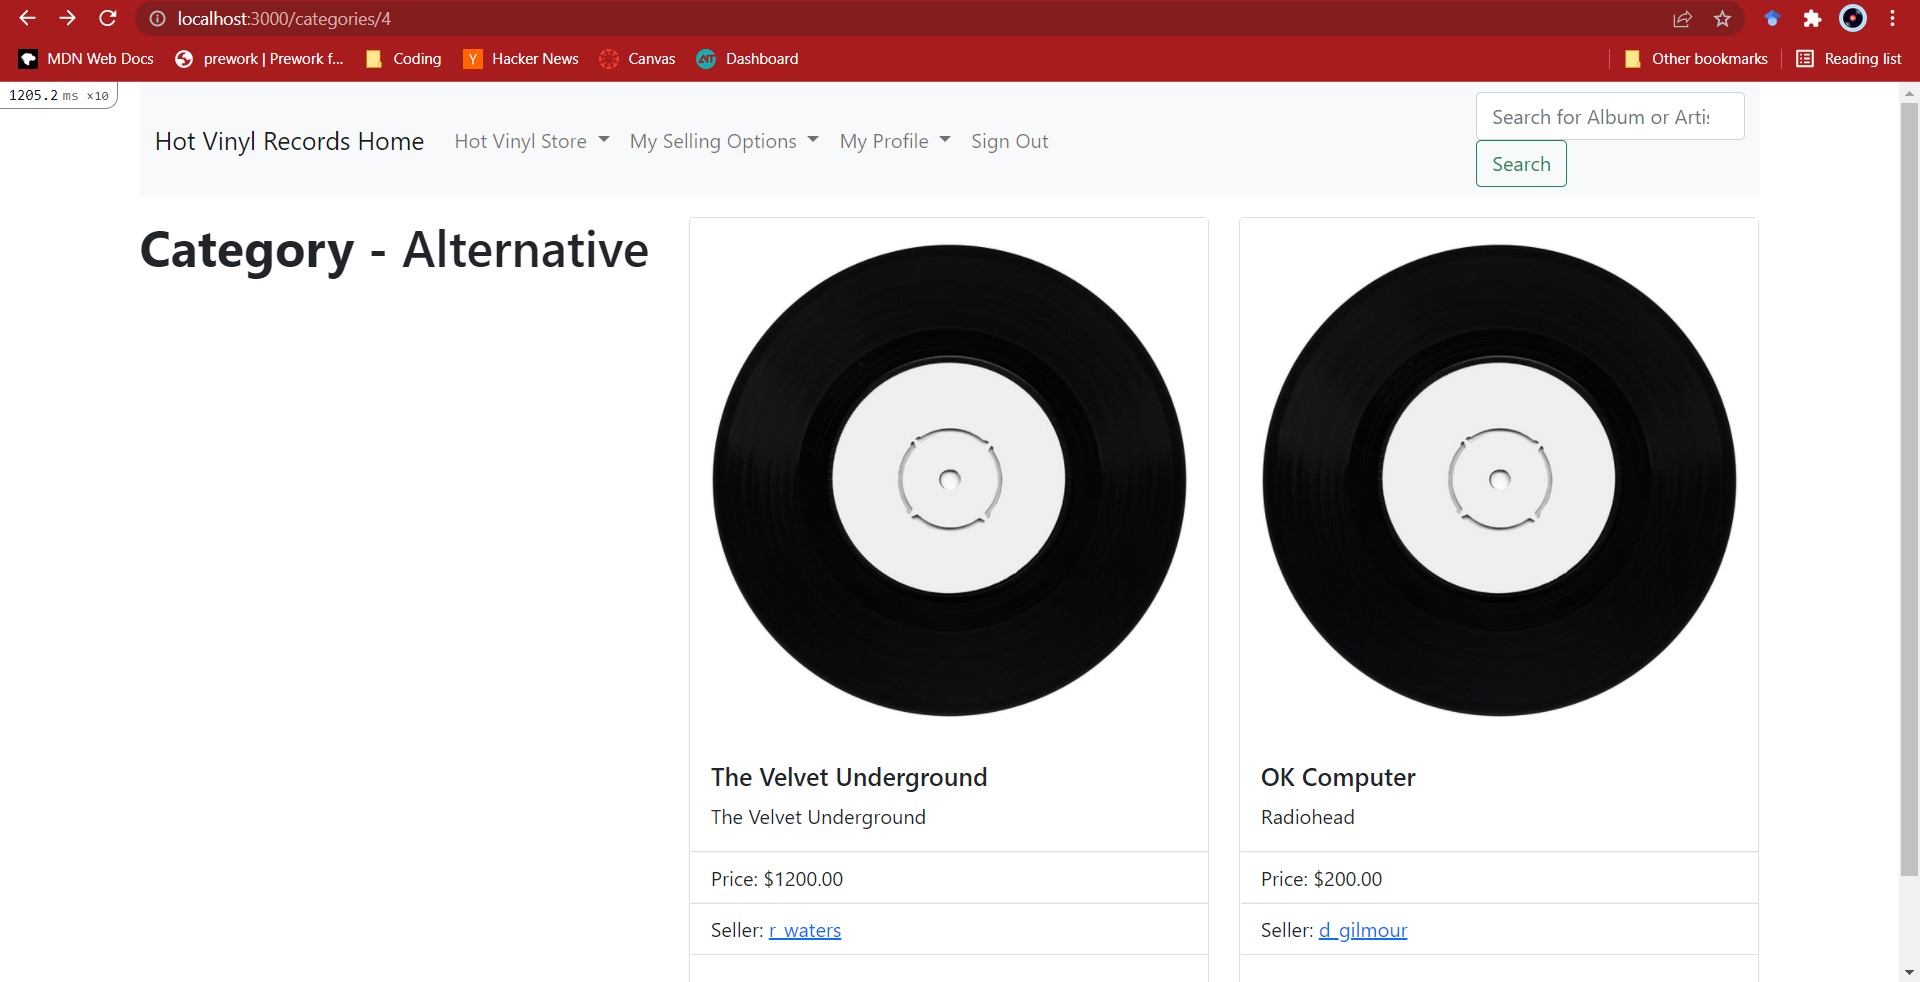 localhost:3000/categories/4
MDN Web Docs prework | Prework f... Coding Hacker News Canvas Dashboard Other bookmarks Reading list
1205.2 ms ×10
Hot Vinyl Records Home Hot Vinyl Store My Selling Options My Profile Sign Out
Search for Album or Artis
Search
Category - Alternative
The Velvet Underground
The Velvet Underground
Price: $1200.00
Seller: r_waters
OK Computer
Radiohead
Price: $200.00
Seller: d_gilmour